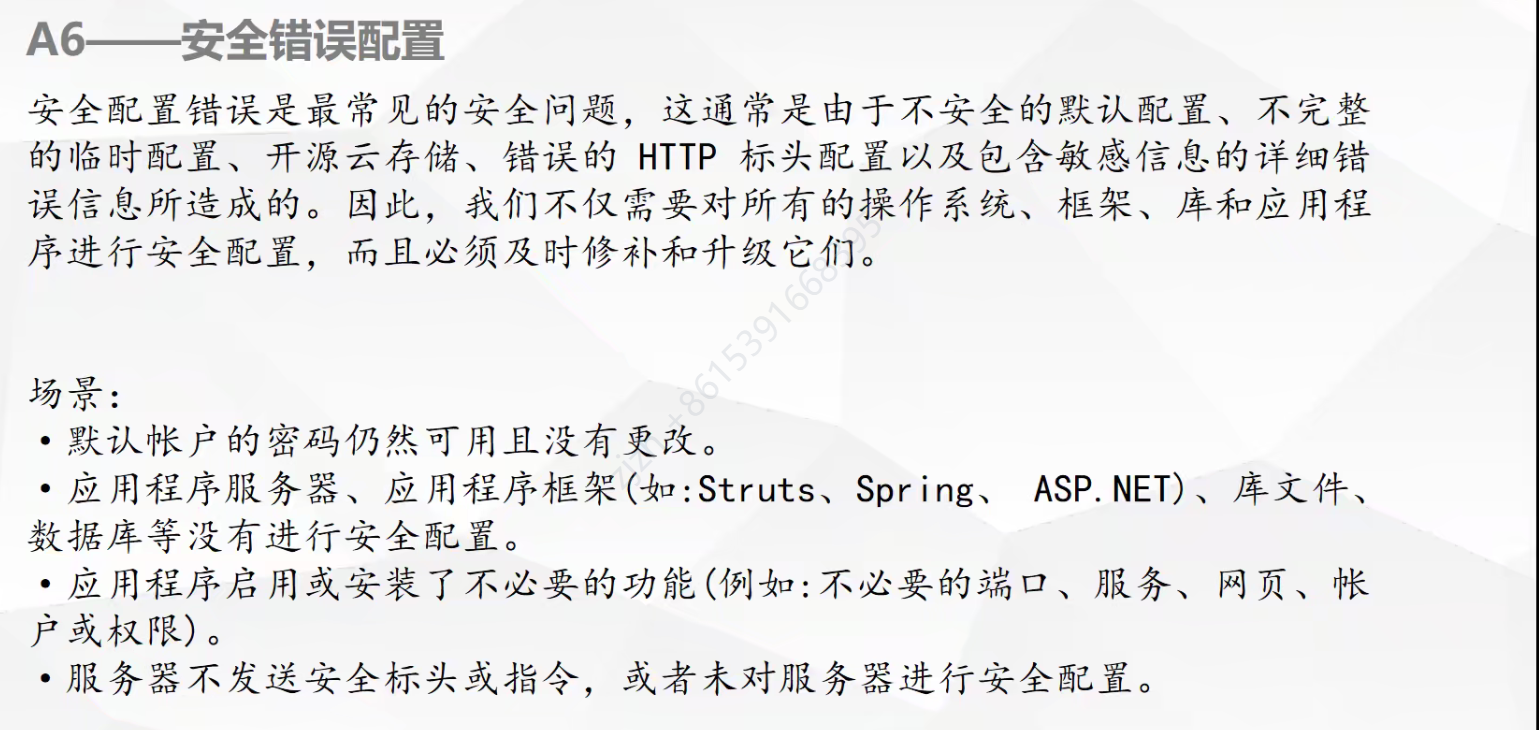 A6——安全错误配置
安全配置错误是最常见的安全问题，这通常是由于不安全的默认配置、不完整
的临时配置、开源云存储、错误的 HTTP 标头配置以及包含敏感信息的详细错
误信息所造成的。因此，我们不仅需要对所有的操作系统、框架、库和应用程
序进行安全配置，而且必须及时修补和升级它们。
场景：
•默认帐户的密码仍然可用且没有更改。
•应用程序服务器、应用程序框架(如:Struts、Spring、 ASP.NET)、库文件、
数据库等没有进行安全配置。
•应用程序启用或安装了不必要的功能(例如:不必要的端口、服务、网页、帐
户或权限)。
•服务器不发送安全标头或指令，或者未对服务器进行安全配置。